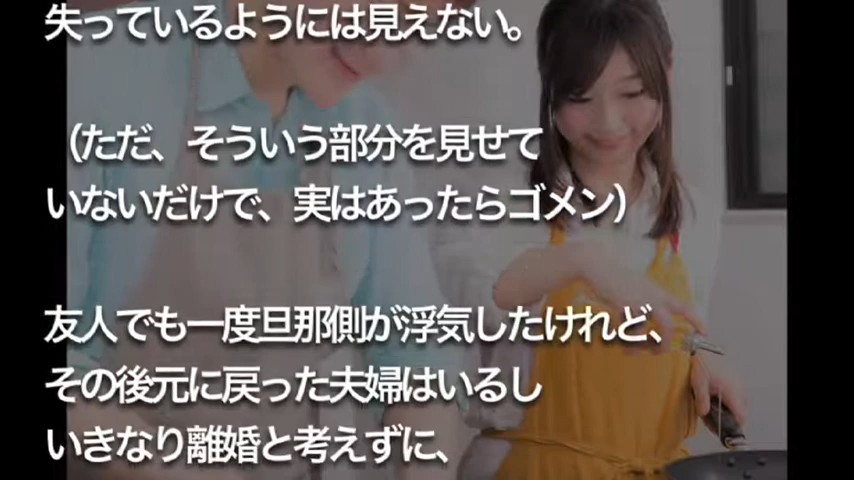 失っているようには見えない。
（ただ、そういう部分を見せて
いないだけで、実はあったらゴメン）
友人でも一度旦那側が浮気したけれど、
その後元に戻った夫婦はいるし
いきなり離婚と考えずに、